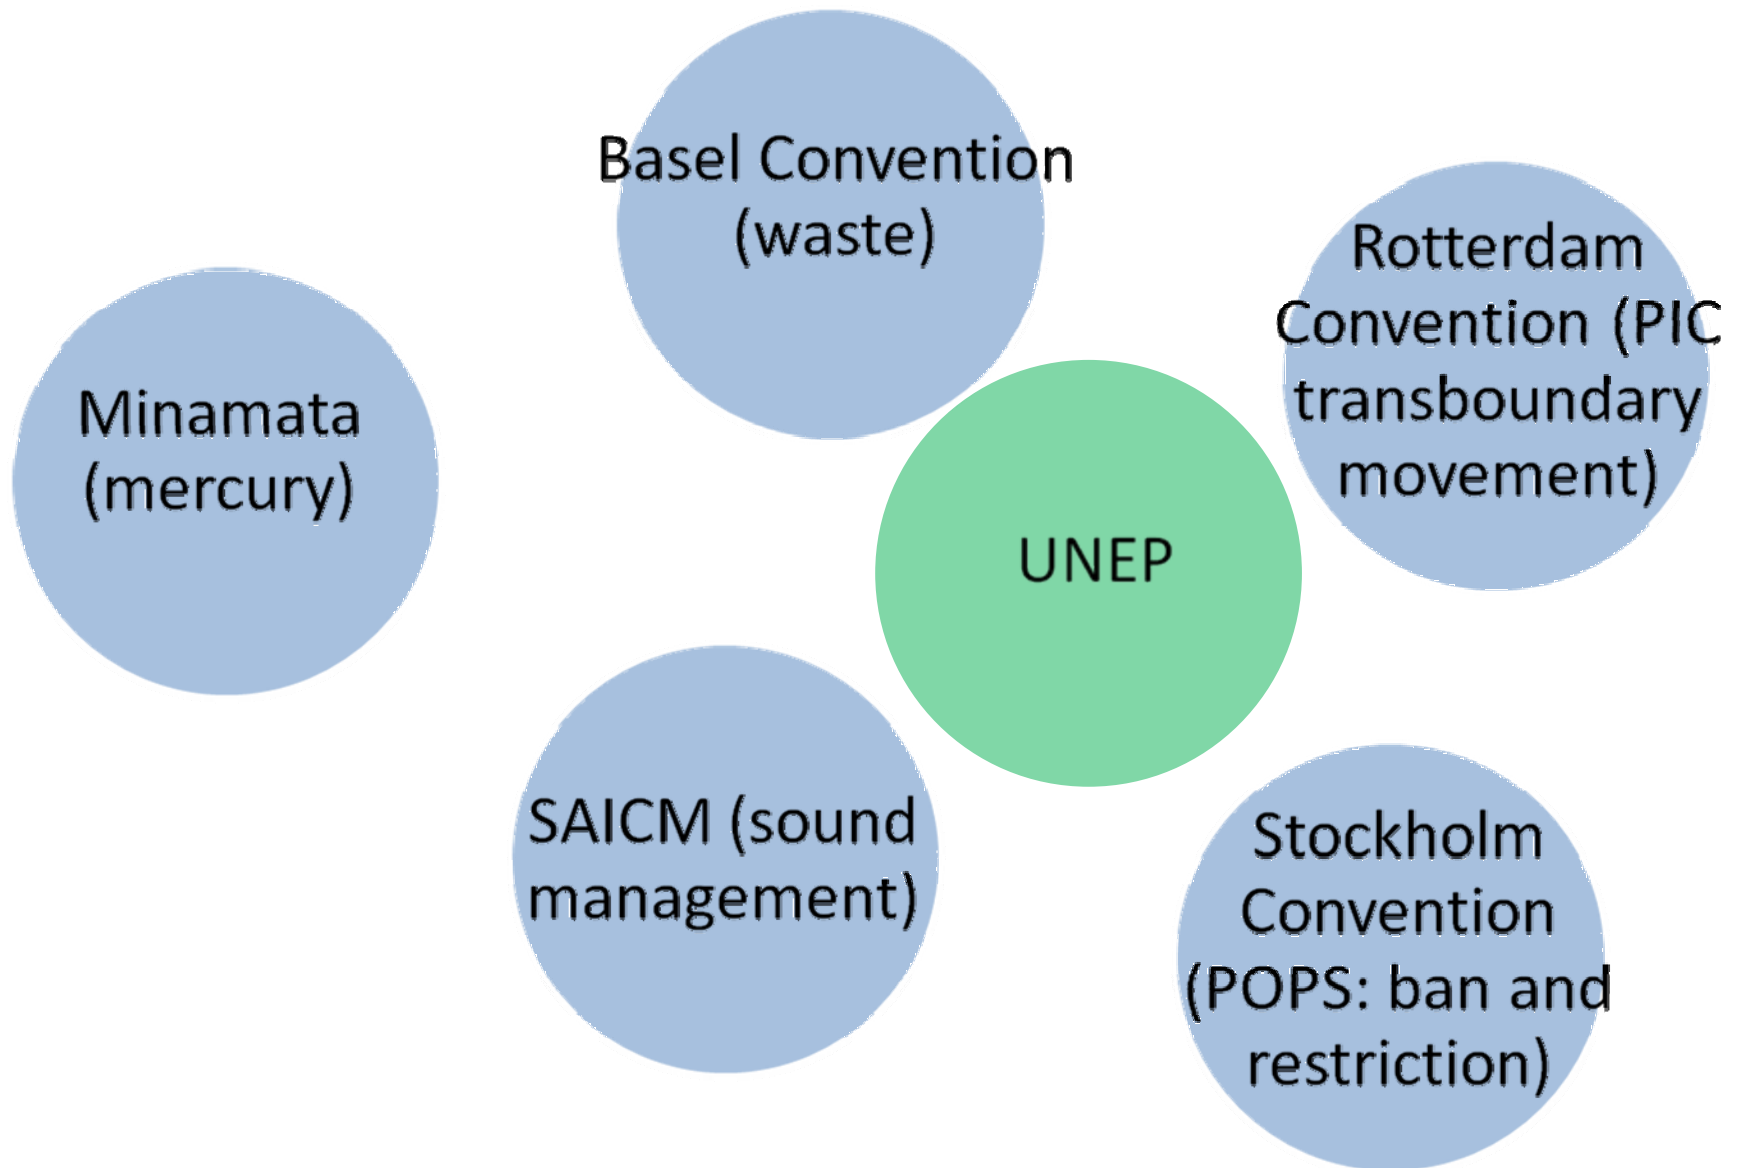 Basel Convention
(waste)
Rotterdam
Convention (PIC
transboundary
movement)
Minamata
(mercury)
UNEP
SAICM (sound
management)
Stockholm
Convention
(POPS: ban and
restriction)